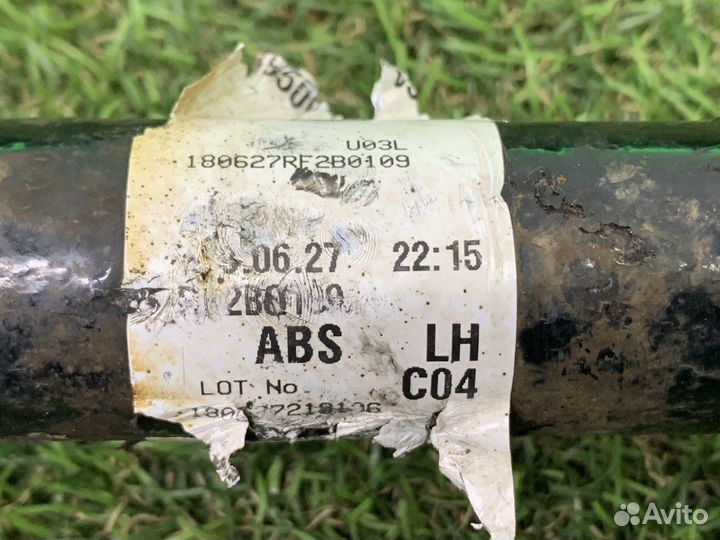 U03L
180627RF2B0109
.06.27 22:15
ABS LH
LOT No C04
Avito